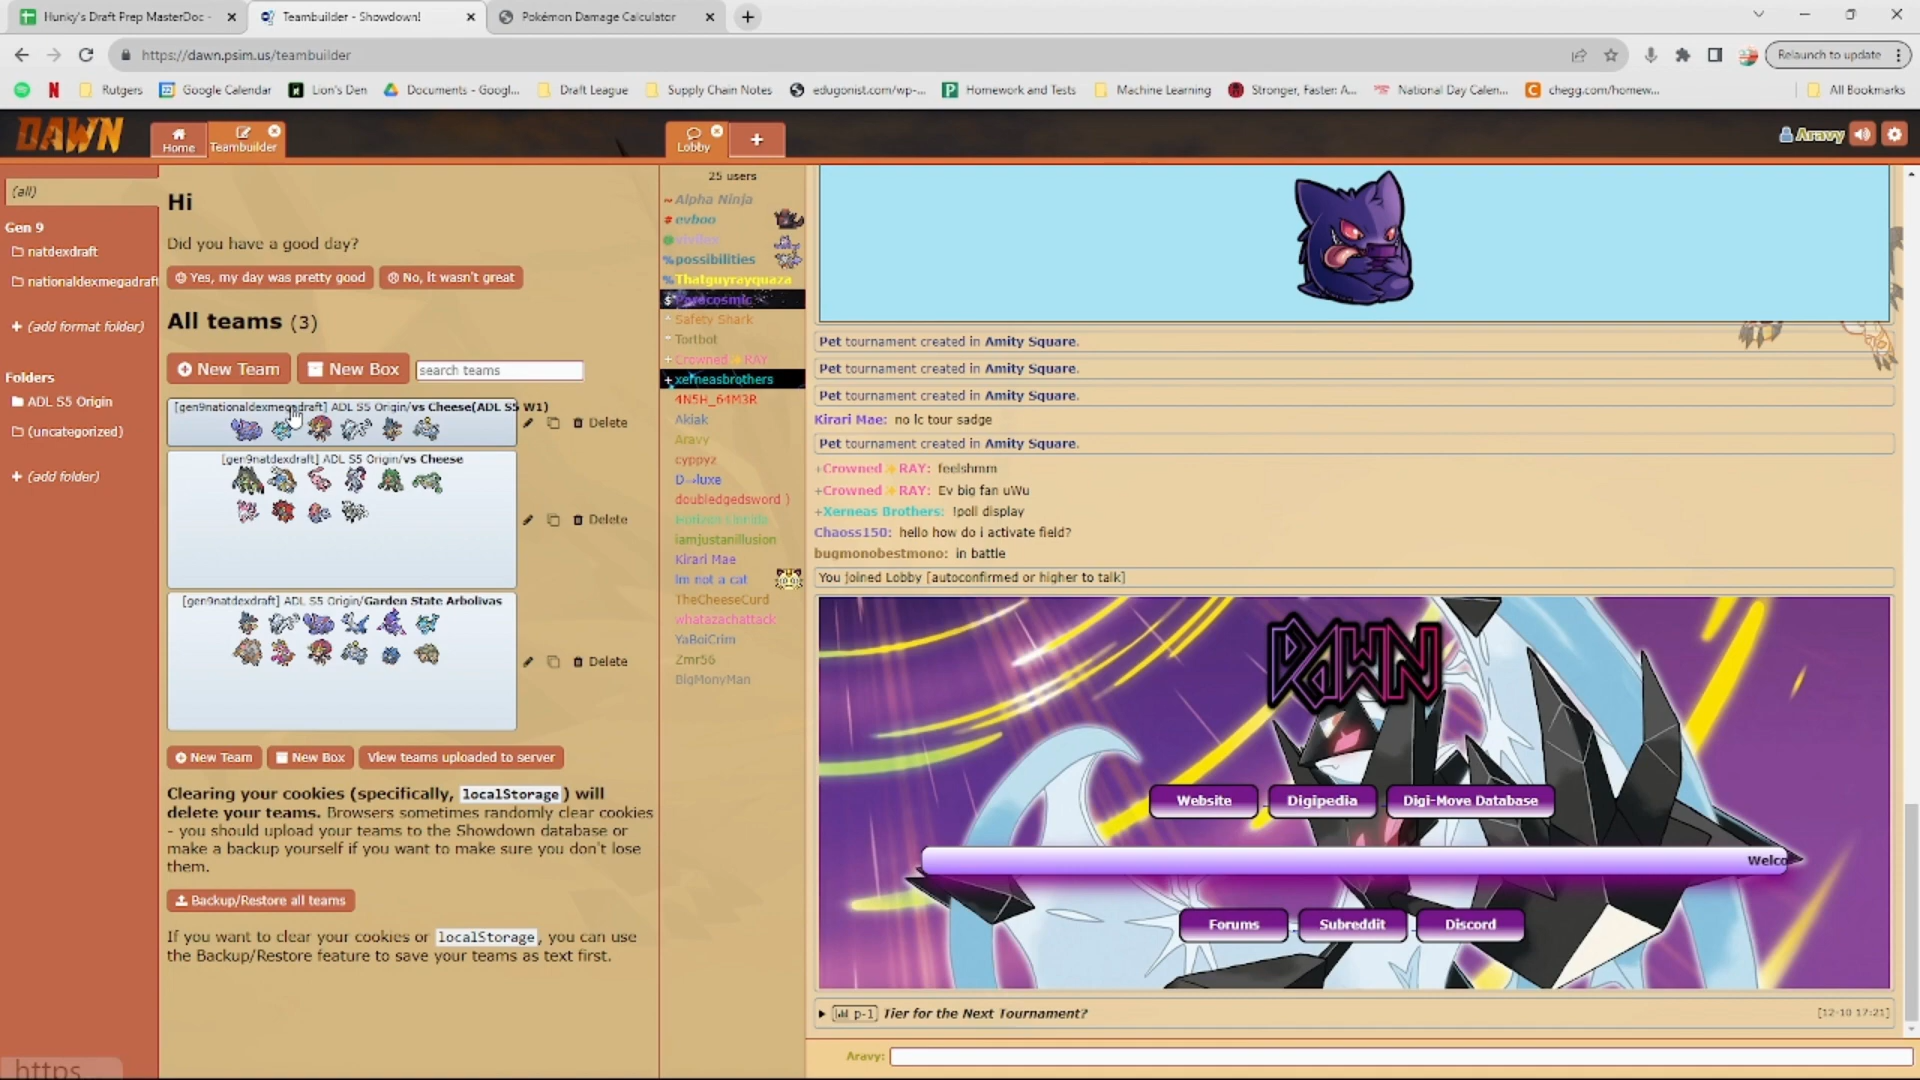 Hunky's Draft Prep MasterDoc -
Teambuilder - Showdown!
Pokémon Damage Calculator
https://dawn.psim.us/teambuilder
Relaunch to update
Rutgers
Google Calendar
Lion's Den
Documents - Googl...
Draft League
Supply Chain Notes
edugonist.com/wp-...
Homework and Tests
Machine Learning
Stronger, Faster: A...
National Day Calen...
chegg.com/homew...
All Bookmarks
DAWN
Home
Teambuilder
Lobby
Aravy
(all)
Gen 9
natdexdraft
nationaldexmegadraft
(add format folder)
Folders
ADL S5 Origin
(uncategorized)
(add folder)
Hi
Did you have a good day?
Yes, my day was pretty good
No, it wasn't great
All teams (3)
New Team
New Box
search teams
[gen9nationaldexmegadraft] ADL S5 Origin/vs Cheese(ADL S5 W1)
Delete
[gen9natdexdraft] ADL S5 Origin/vs Cheese
Delete
[gen9natdexdraft] ADL S5 Origin/Garden State Arbolivas
Delete
New Team
New Box
View teams uploaded to server
Clearing your cookies (specifically, localStorage) will
delete your teams. Browsers sometimes randomly clear cookies
- you should upload your teams to the Showdown database or
make a backup yourself if you want to make sure you don't lose
them.
Backup/Restore all teams
If you want to clear your cookies or localStorage, you can use
the Backup/Restore feature to save your teams as text first.
https...
25 users
~Alpha Ninja
#evboo
%possibilities
%Thatguyrayquaza
$Paracosmic
Safety Shark
Tortbot
+Crowned✨RAY
+xerneasbrothers
4N5H_64M3R
Akiak
Aravy
cyppyz
D→luxe
doubledgedsword )
iamjustanillusion
Kirari Mae
Im not a cat
TheCheeseCurd
whatazachattack
YaBoiCrim
Zmr56
BigMonyMan
Pet tournament created in Amity Square.
Pet tournament created in Amity Square.
Pet tournament created in Amity Square.
Kirari Mae: no lc tour sadge
Pet tournament created in Amity Square.
+Crowned✨RAY: feelshmm
+Crowned✨RAY: Ev big fan uWu
+Xerneas Brothers: !poll display
Chaoss150: hello how do i activate field?
bugmonobestmono: in battle
You joined Lobby [autoconfirmed or higher to talk]
DAWN
Website
Digipedia
Digi-Move Database
Welco
Forums
Subreddit
Discord
p-1 Tier for the Next Tournament?
[12-10 17:21]
Aravy: